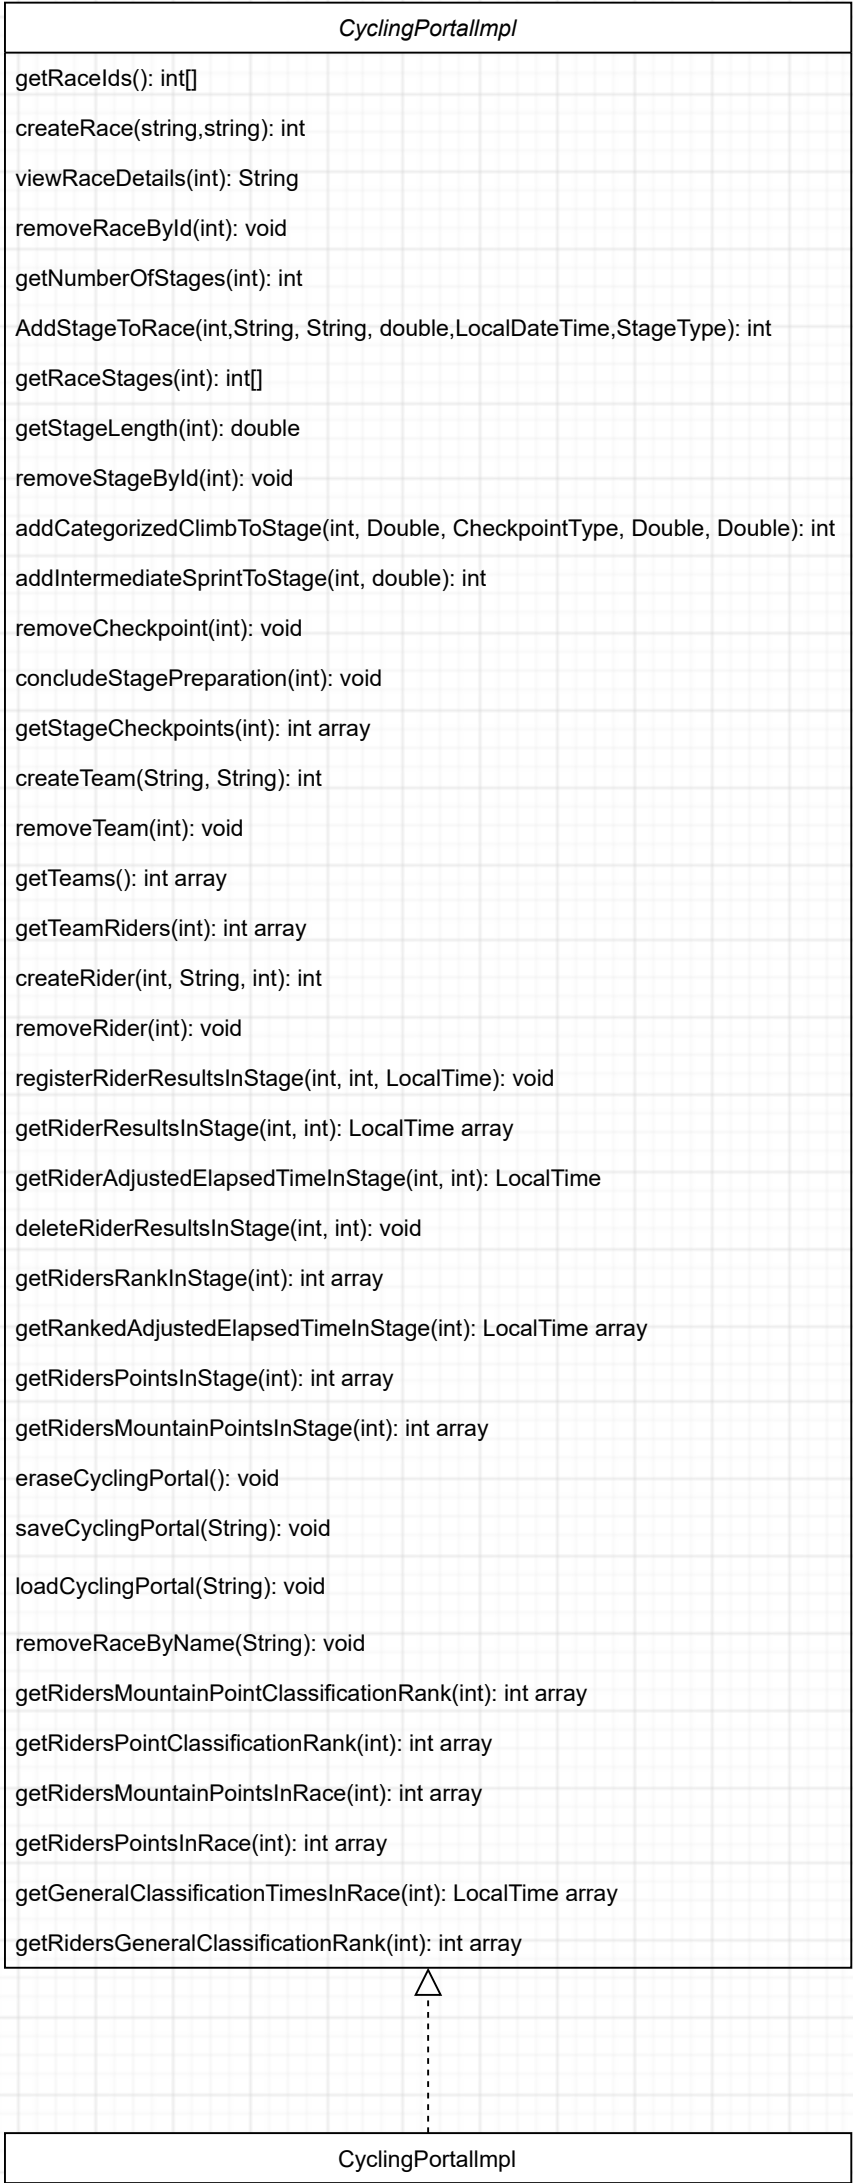 CyclingPortalImpl
getRaceIds(): int[]
createRace(string,string): int
viewRaceDetails(int): String
removeRaceById(int): void
getNumberOfStages(int): int
AddStageToRace(int,String, String, double,LocalDateTime,StageType): int
getRaceStages(int): int[]
getStageLength(int): double
removeStageById(int): void
addCategorizedClimbToStage(int, Double, CheckpointType, Double, Double): int
addIntermediateSprintToStage(int, double): int
removeCheckpoint(int): void
concludeStagePreparation(int): void
getStageCheckpoints(int): int array
createTeam(String, String): int
removeTeam(int): void
getTeams(): int array
getTeamRiders(int): int array
createRider(int, String, int): int
removeRider(int): void
registerRiderResultsInStage(int, int, LocalTime): void
getRiderResultsInStage(int, int): LocalTime array
getRiderAdjustedElapsedTimeInStage(int, int): LocalTime
deleteRiderResultsInStage(int, int): void
getRidersRankInStage(int): int array
getRankedAdjustedElapsedTimeInStage(int): LocalTime array
getRidersPointsInStage(int): int array
getRidersMountainPointsInStage(int): int array
eraseCyclingPortal(): void
saveCyclingPortal(String): void
loadCyclingPortal(String): void
removeRaceByName(String): void
getRidersMountainPointClassificationRank(int): int array
getRidersPointClassificationRank(int): int array
getRidersMountainPointsInRace(int): int array
getRidersPointsInRace(int): int array
getGeneralClassificationTimesInRace(int): LocalTime array
getRidersGeneralClassificationRank(int): int array
CyclingPortalImpl